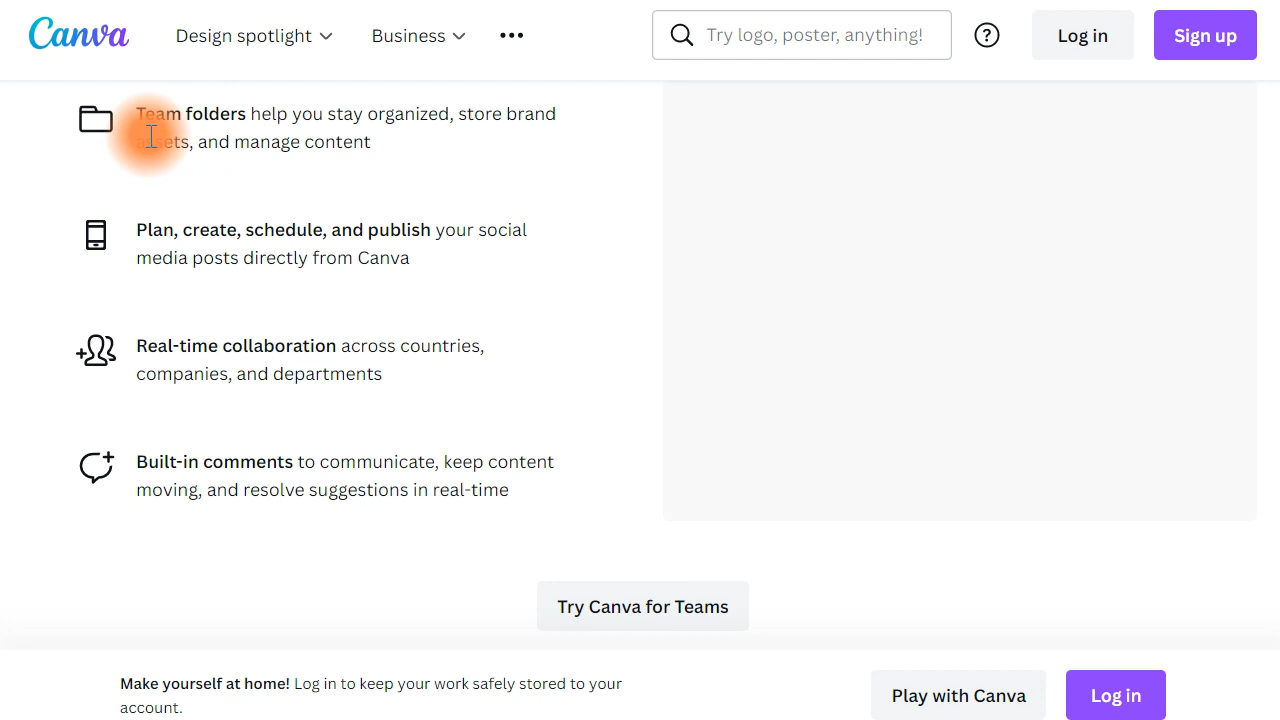 Canva
Design spotlight
Business
•••
Try logo, poster, anything!
?
Log in
Sign up
Team folders help you stay organized, store brand
assets, and manage content
Plan, create, schedule, and publish your social
media posts directly from Canva
Real-time collaboration across countries,
companies, and departments
Built-in comments to communicate, keep content
moving, and resolve suggestions in real-time
Try Canva for Teams
Make yourself at home! Log in to keep your work safely stored to your
account.
Play with Canva
Log in